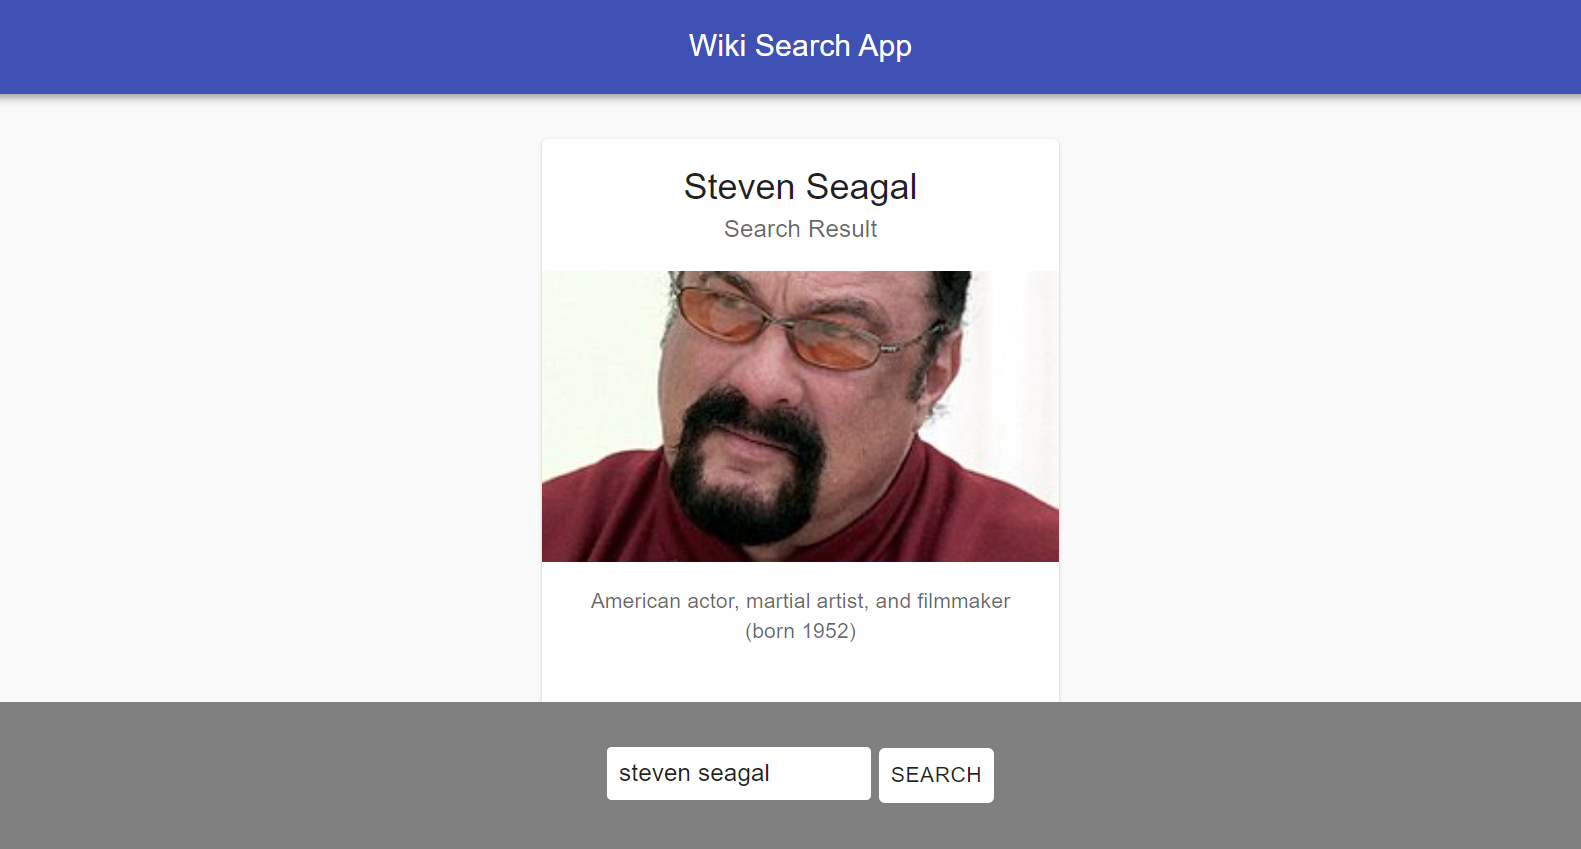 Wiki Search App
Steven Seagal
Search Result
American actor, martial artist, and filmmaker
(born 1952)
steven seagal
SEARCH